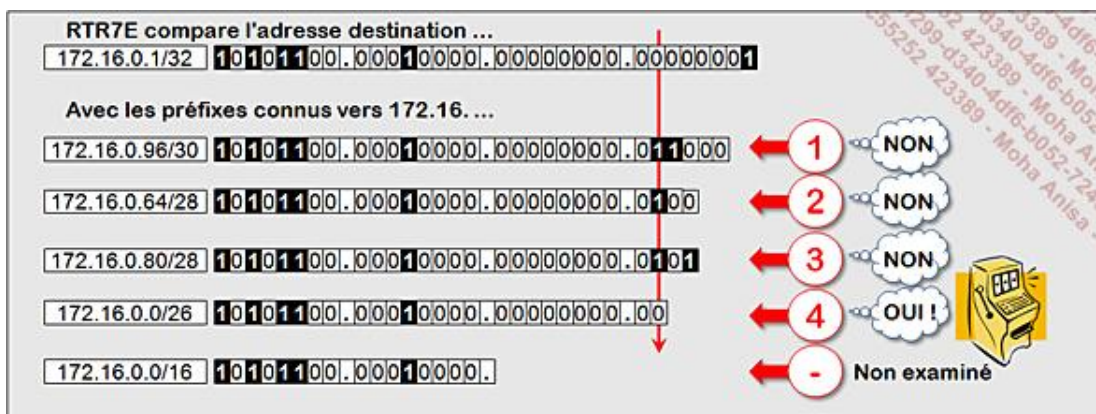 RTR7E compare l'adresse destination ...
172.16.0.1/32 10101100.00010000.00000000.00000001
Avec les préfixes connus vers 172.16. ...
172.16.0.96/30 10101100.00010000.00000000.011000 1 NON
172.16.0.64/28 10101100.00010000.00000000.0100 2 NON
172.16.0.80/28 10101100.00010000.00000000.0101 3 NON
172.16.0.0/26 10101100.00010000.00000000.00 4 OUI !
172.16.0.0/16 10101100.00010000. - Non examiné